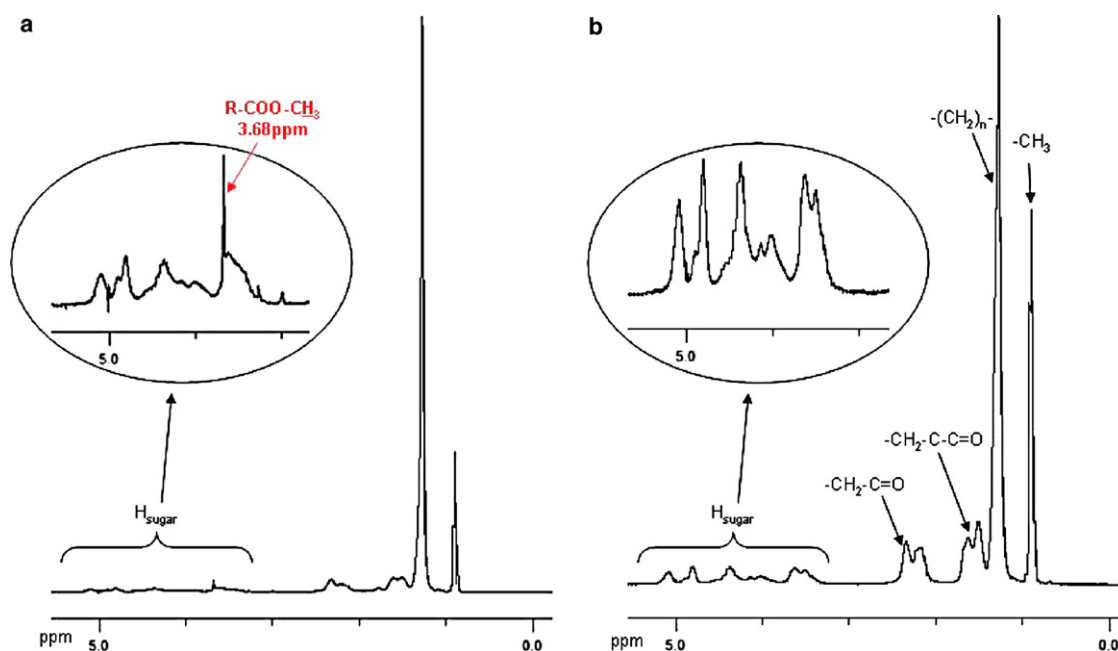 a
R-COO-CH₃
3.68ppm
5.0
Hsugar
ppm
5.0
0.0
b
-(CH₂)n-
-CH₃
5.0
-CH₂-C-C=O
-CH₂-C=O
Hsugar
ppm
5.0
0.0